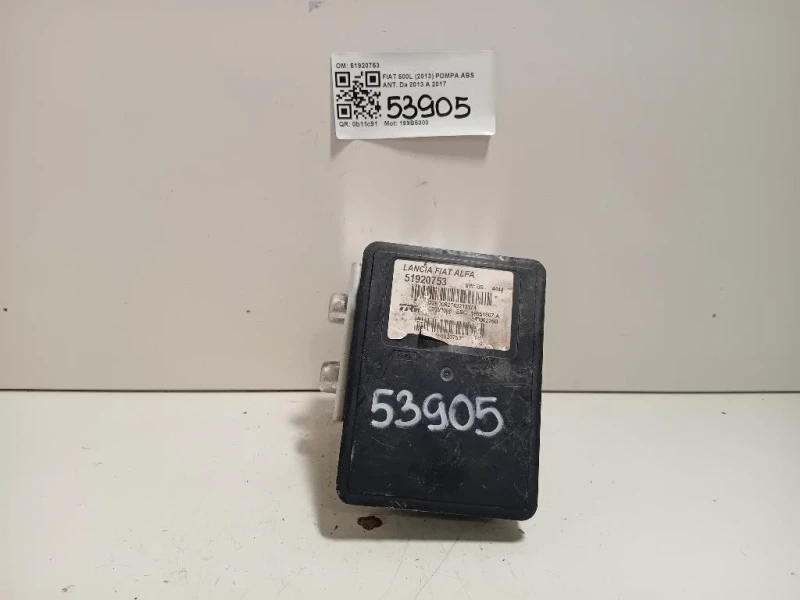 OM: 51920753
FIAT 500L (2013) POMPA ABS
ANT. Da 2013 A 2017
53905
QR: 0b11c91 Mot: 199B6000
LANCIA FIAT ALFA
51920753
TRW
53905